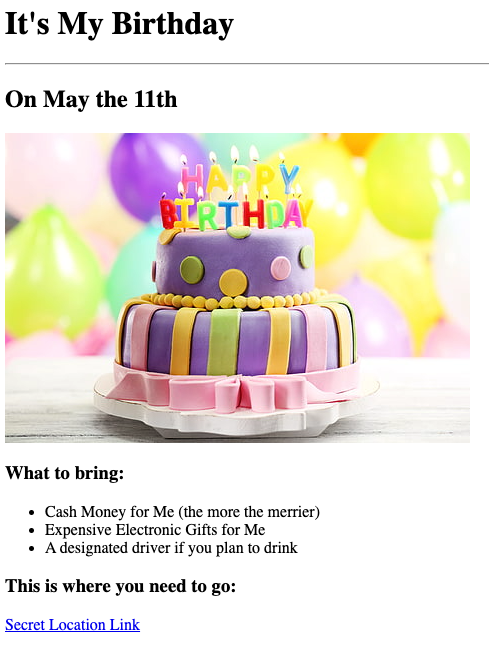 It's My Birthday
On May the 11th
HAPPY
BIRTHDAY
What to bring:
Cash Money for Me (the more the merrier)
Expensive Electronic Gifts for Me
A designated driver if you plan to drink
This is where you need to go:
Secret Location Link